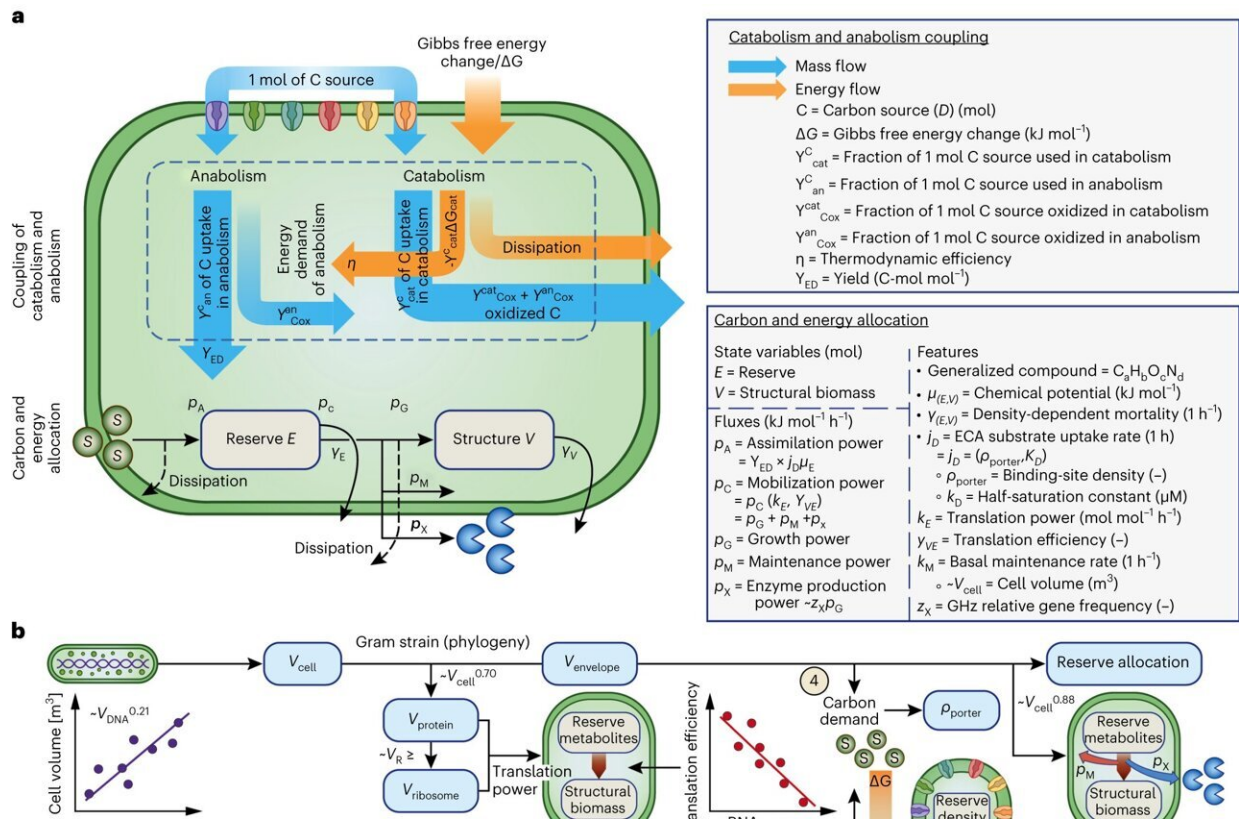 a
Gibbs free energy
change/ΔG
1 mol of C source
Anabolism
Catabolism
Coupling of
catabolism and
anabolism
Y^C_an of C uptake
in anabolism
Energy
demand
of anabolism
Y^an_Cox
η
Y^C_cat of C uptake
in catabolism
-Y^C_catΔG_cat
Dissipation
Y^cat_Cox + Y^an_Cox
oxidized C
Y_ED
Carbon and
energy
allocation
S
S
S
p_A
Reserve E
p_c
γ_E
p_G
Structure V
γ_V
Dissipation
p_M
p_X
Dissipation
Catabolism and anabolism coupling
Mass flow
Energy flow
C = Carbon source (D) (mol)
ΔG = Gibbs free energy change (kJ mol⁻¹)
Y^C_cat = Fraction of 1 mol C source used in catabolism
Y^C_an = Fraction of 1 mol C source used in anabolism
Y^cat_Cox = Fraction of 1 mol C source oxidized in catabolism
Y^an_Cox = Fraction of 1 mol C source oxidized in anabolism
η = Thermodynamic efficiency
Y_ED = Yield (C-mol mol⁻¹)
Carbon and energy allocation
State variables (mol)
E = Reserve
V = Structural biomass
Fluxes (kJ mol⁻¹ h⁻¹)
p_A = Assimilation power
= Y_ED × j_Dμ_E
p_C = Mobilization power
= p_C (k_E, Y_VE)
= p_G + p_M +p_x
p_G = Growth power
p_M = Maintenance power
p_X = Enzyme production
power ~z_Xp_G
Features
• Generalized compound = C_aH_bO_cN_d
• μ_(E,V) = Chemical potential (kJ mol⁻¹)
• γ_(E,V) = Density-dependent mortality (1 h⁻¹)
• j_D = ECA substrate uptake rate (1 h)
= j_D = (ρ_porter,K_D)
○ ρ_porter = Binding-site density (–)
○ k_D = Half-saturation constant (μM)
k_E = Translation power (mol mol⁻¹ h⁻¹)
y_VE = Translation efficiency (–)
k_M = Basal maintenance rate (1 h⁻¹)
○ ~V_cell = Cell volume (m³)
z_X = GHz relative gene frequency (–)
b
Gram strain (phylogeny)
V_cell
V_envelope
Reserve allocation
~V_cell^0.70
~V_cell^0.88
Cell volume [m³]
~V_DNA^0.21
V_protein
~V_R ≥
V_ribosome
Translation
power
Reserve
metabolites
Structural
biomass
4
Carbon
demand
ρ_porter
S
S
S
S
ΔG
Reserve
density
Reserve
metabolites
p_M
p_X
Structural
biomass